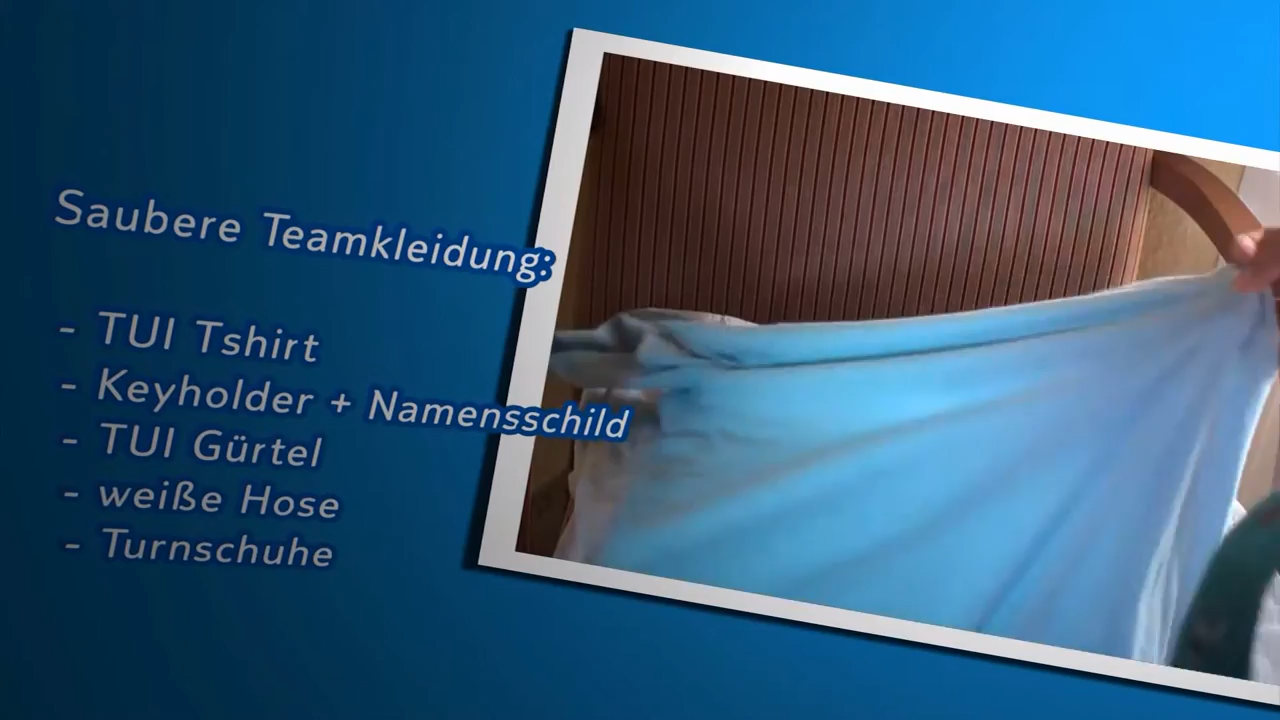 Saubere Teamkleidung:
- TUI Tshirt
- Keyholder + Namensschild
- TUI Gürtel
- weiße Hose
- Turnschuhe